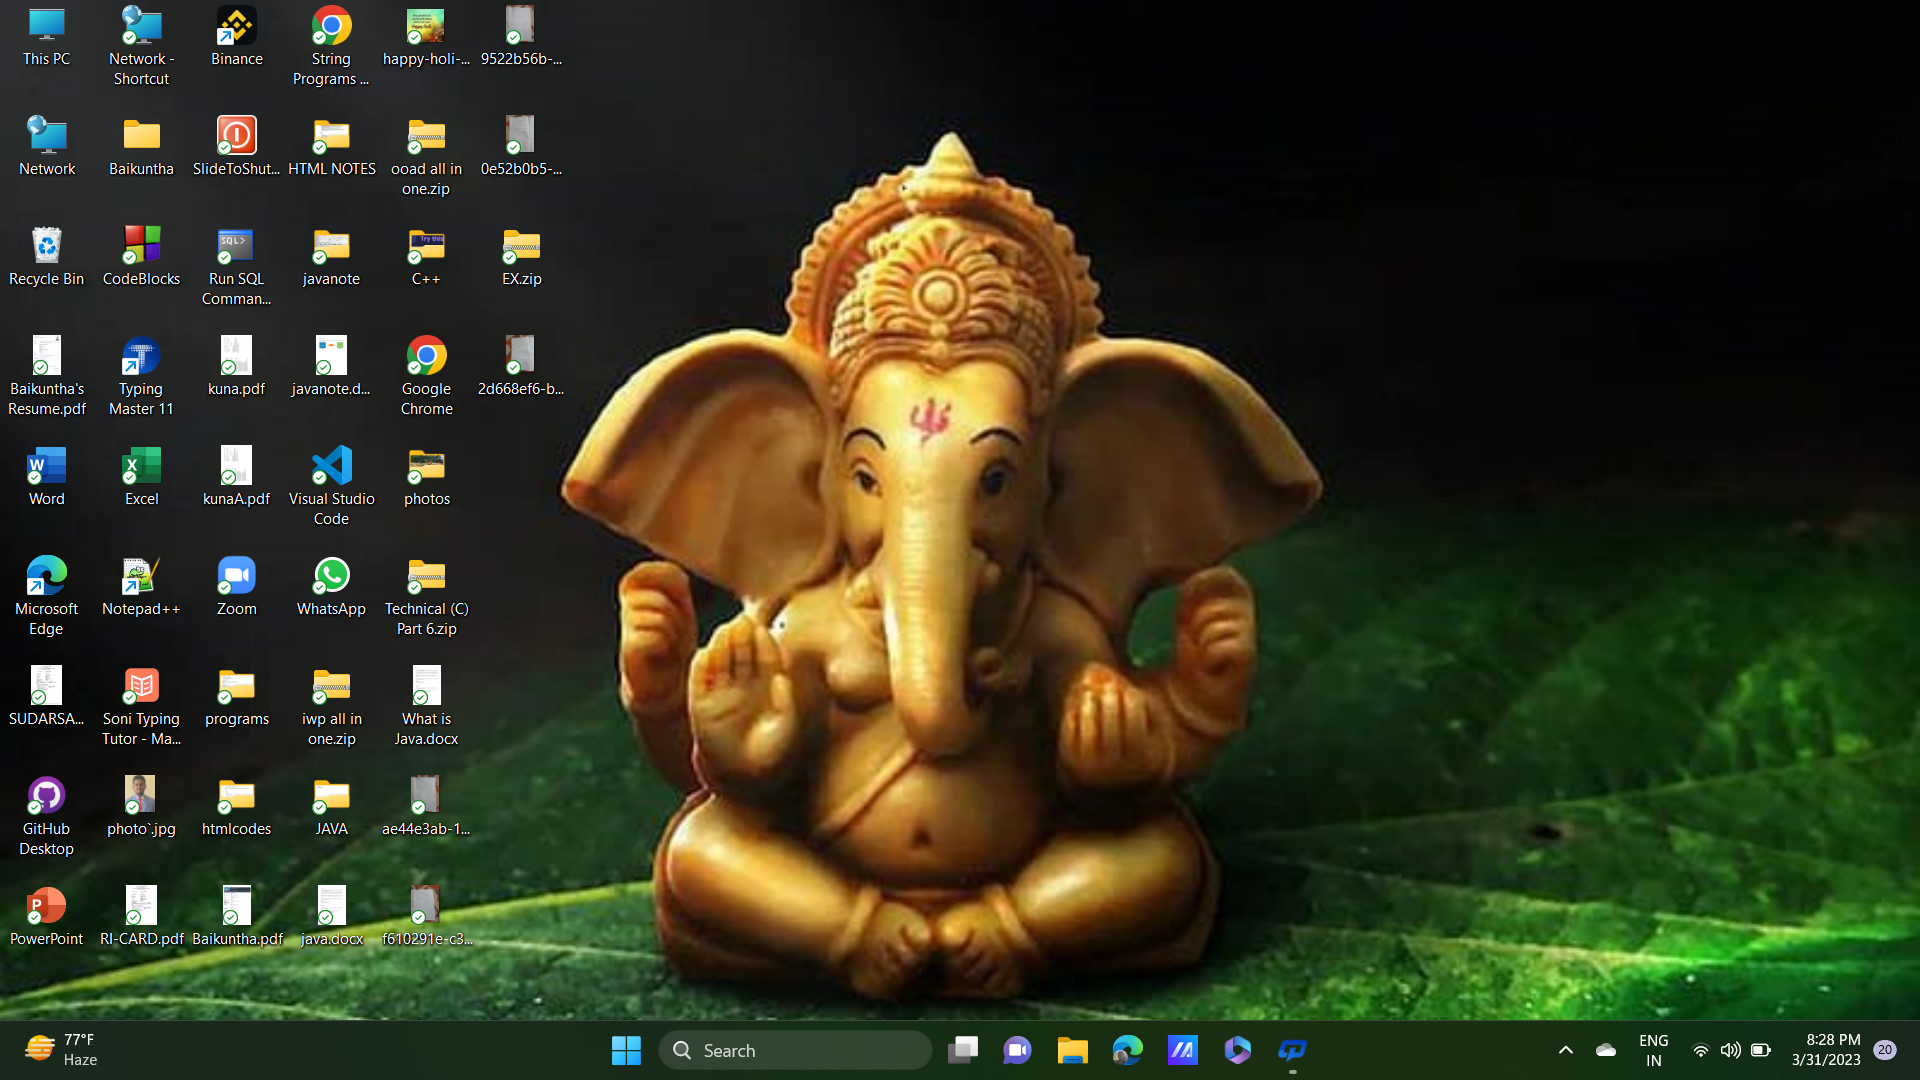 This PC
Network -
Shortcut
Binance
String
Programs ...
happy-holi-...
9522b56b-...
Network
Baikuntha
SlideToShut...
HTML NOTES
ooad all in
one.zip
0e52b0b5-...
Recycle Bin
CodeBlocks
SQL>
Run SQL
Comman...
javanote
Try this
C++
EX.zip
Baikuntha's
Resume.pdf
Typing
Master 11
kuna.pdf
javanote.d...
Google
Chrome
2d668ef6-b...
Word
Excel
kunaA.pdf
Visual Studio
Code
photos
Microsoft
Edge
Notepad++
Zoom
WhatsApp
Technical (C)
Part 6.zip
SUDARSA...
Soni Typing
Tutor - Ma...
programs
iwp all in
one.zip
What is
Java.docx
GitHub
Desktop
photo`.jpg
htmlcodes
JAVA
ae44e3ab-1...
PowerPoint
RI-CARD.pdf
Baikuntha.pdf
java.docx
f610291e-c3...
77°F
Haze
Search
ENG
IN
8:28 PM
3/31/2023
20